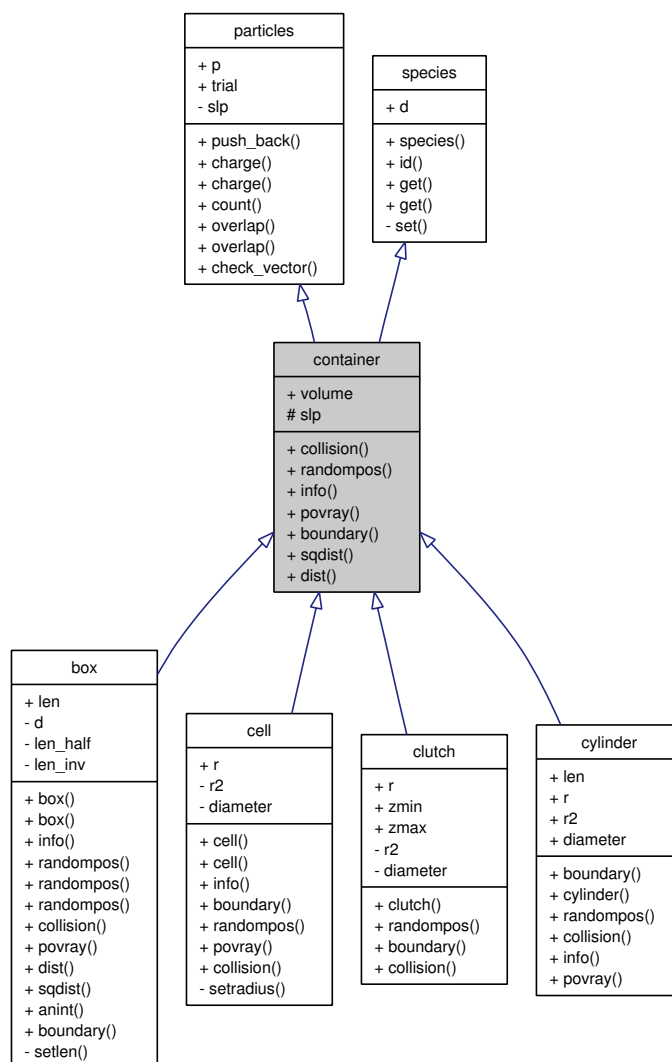 particles
+ p
+ trial
- slp
+ push_back()
+ charge()
+ charge()
+ count()
+ overlap()
+ overlap()
+ check_vector()
species
+ d
+ species()
+ id()
+ get()
+ get()
- set()
container
+ volume
# slp
+ collision()
+ randompos()
+ info()
+ povray()
+ boundary()
+ sqdist()
+ dist()
box
+ len
- d
- len_half
- len_inv
+ box()
+ box()
+ info()
+ randompos()
+ randompos()
+ randompos()
+ collision()
+ povray()
+ dist()
+ sqdist()
+ anint()
+ boundary()
- setlen()
cell
+ r
- r2
- diameter
+ cell()
+ cell()
+ info()
+ boundary()
+ randompos()
+ povray()
+ collision()
- setradius()
clutch
+ r
+ zmin
+ zmax
- r2
- diameter
+ clutch()
+ randompos()
+ boundary()
+ collision()
cylinder
+ len
+ r
+ r2
+ diameter
+ boundary()
+ cylinder()
+ randompos()
+ collision()
+ info()
+ povray()